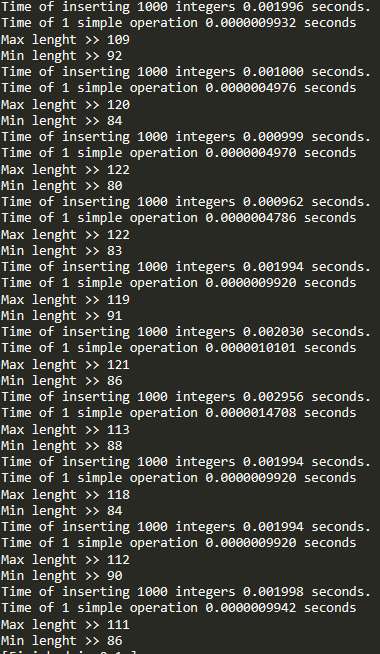 Time of inserting 1000 integers 0.001996 seconds.
Time of 1 simple operation 0.0000009932 seconds
Max lenght >> 109
Min lenght >> 92
Time of inserting 1000 integers 0.001000 seconds.
Time of 1 simple operation 0.0000004976 seconds
Max lenght >> 120
Min lenght >> 84
Time of inserting 1000 integers 0.000999 seconds.
Time of 1 simple operation 0.0000004970 seconds
Max lenght >> 122
Min lenght >> 80
Time of inserting 1000 integers 0.000962 seconds.
Time of 1 simple operation 0.0000004786 seconds
Max lenght >> 122
Min lenght >> 83
Time of inserting 1000 integers 0.001994 seconds.
Time of 1 simple operation 0.0000009920 seconds
Max lenght >> 119
Min lenght >> 91
Time of inserting 1000 integers 0.002030 seconds.
Time of 1 simple operation 0.0000010101 seconds
Max lenght >> 121
Min lenght >> 86
Time of inserting 1000 integers 0.002956 seconds.
Time of 1 simple operation 0.0000014708 seconds
Max lenght >> 113
Min lenght >> 88
Time of inserting 1000 integers 0.001994 seconds.
Time of 1 simple operation 0.0000009920 seconds
Max lenght >> 118
Min lenght >> 84
Time of inserting 1000 integers 0.001994 seconds.
Time of 1 simple operation 0.0000009920 seconds
Max lenght >> 112
Min lenght >> 90
Time of inserting 1000 integers 0.001998 seconds.
Time of 1 simple operation 0.0000009942 seconds
Max lenght >> 111
Min lenght >> 86